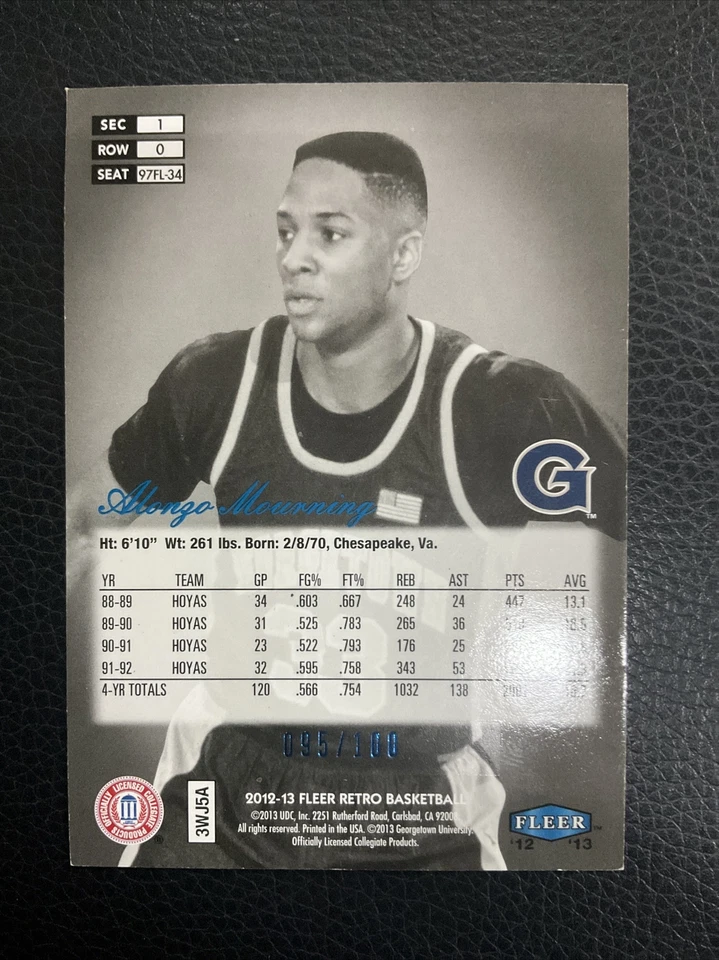 SEC 1
ROW 0
SEAT 97FL-34
G
TM
Alonzo Mourning
Ht: 6'10" Wt: 261 lbs. Born: 2/8/70, Chesapeake, Va.
YR TEAM GP FG% FT% REB AST PTS AVG
88-89 HOYAS 34 .603 .667 248 24 447 13.1
89-90 HOYAS 31 .525 .783 265 36
90-91 HOYAS 23 .522 .793 176 25
91-92 HOYAS 32 .595 .758 343 53
4-YR TOTALS 120 .566 .754 1032 138
095/100
OFFICIALLY LICENSED COLLEGIATE PRODUCTS
3WJ5A
2012-13 FLEER RETRO BASKETBALL
©2013 UDC, Inc. 2251 Rutherford Road, Carlsbad, CA 92008.
All rights reserved. Printed in the USA. ©2013 Georgetown University.
Officially Licensed Collegiate Products.
FLEER
'12 '13